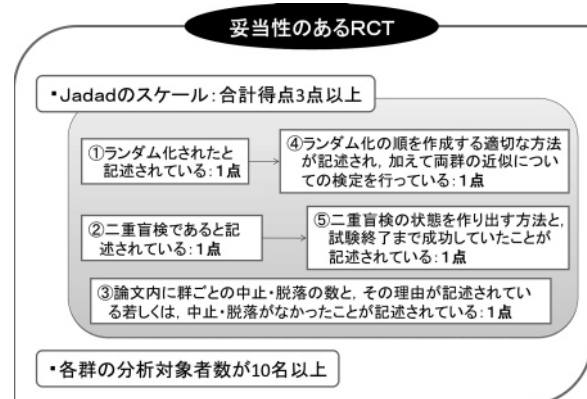 妥当性のあるRCT
・Jadadのスケール：合計得点3点以上
①ランダム化されたと
記述されている：1点
④ランダム化の順を作成する適切な方法
が記述され，加えて両群の近似につい
ての検定を行っている：1点
②二重盲検であると記
述されている：1点
⑤二重盲検の状態を作り出す方法と，
試験終了まで成功していたことが
記述されている：1点
③論文内に群ごとの中止・脱落の数と，その理由が記述されてい
る若しくは，中止・脱落がなかったことが記述されている：1点
・各群の分析対象者数が10名以上